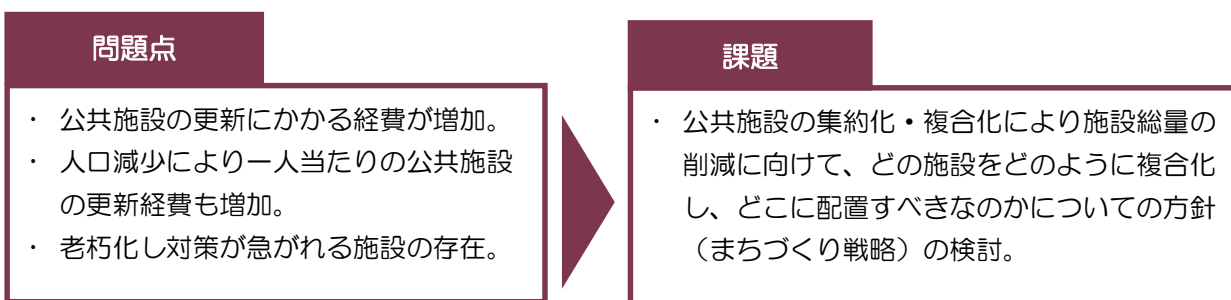 問題点
・ 公共施設の更新にかかる経費が増加。
・ 人口減少により一人当たりの公共施設
の更新経費も増加。
・ 老朽化し対策が急がれる施設の存在。
課題
・ 公共施設の集約化・複合化により施設総量の
削減に向けて、どの施設をどのように複合化
し、どこに配置すべきなのかについての方針
（まちづくり戦略）の検討。